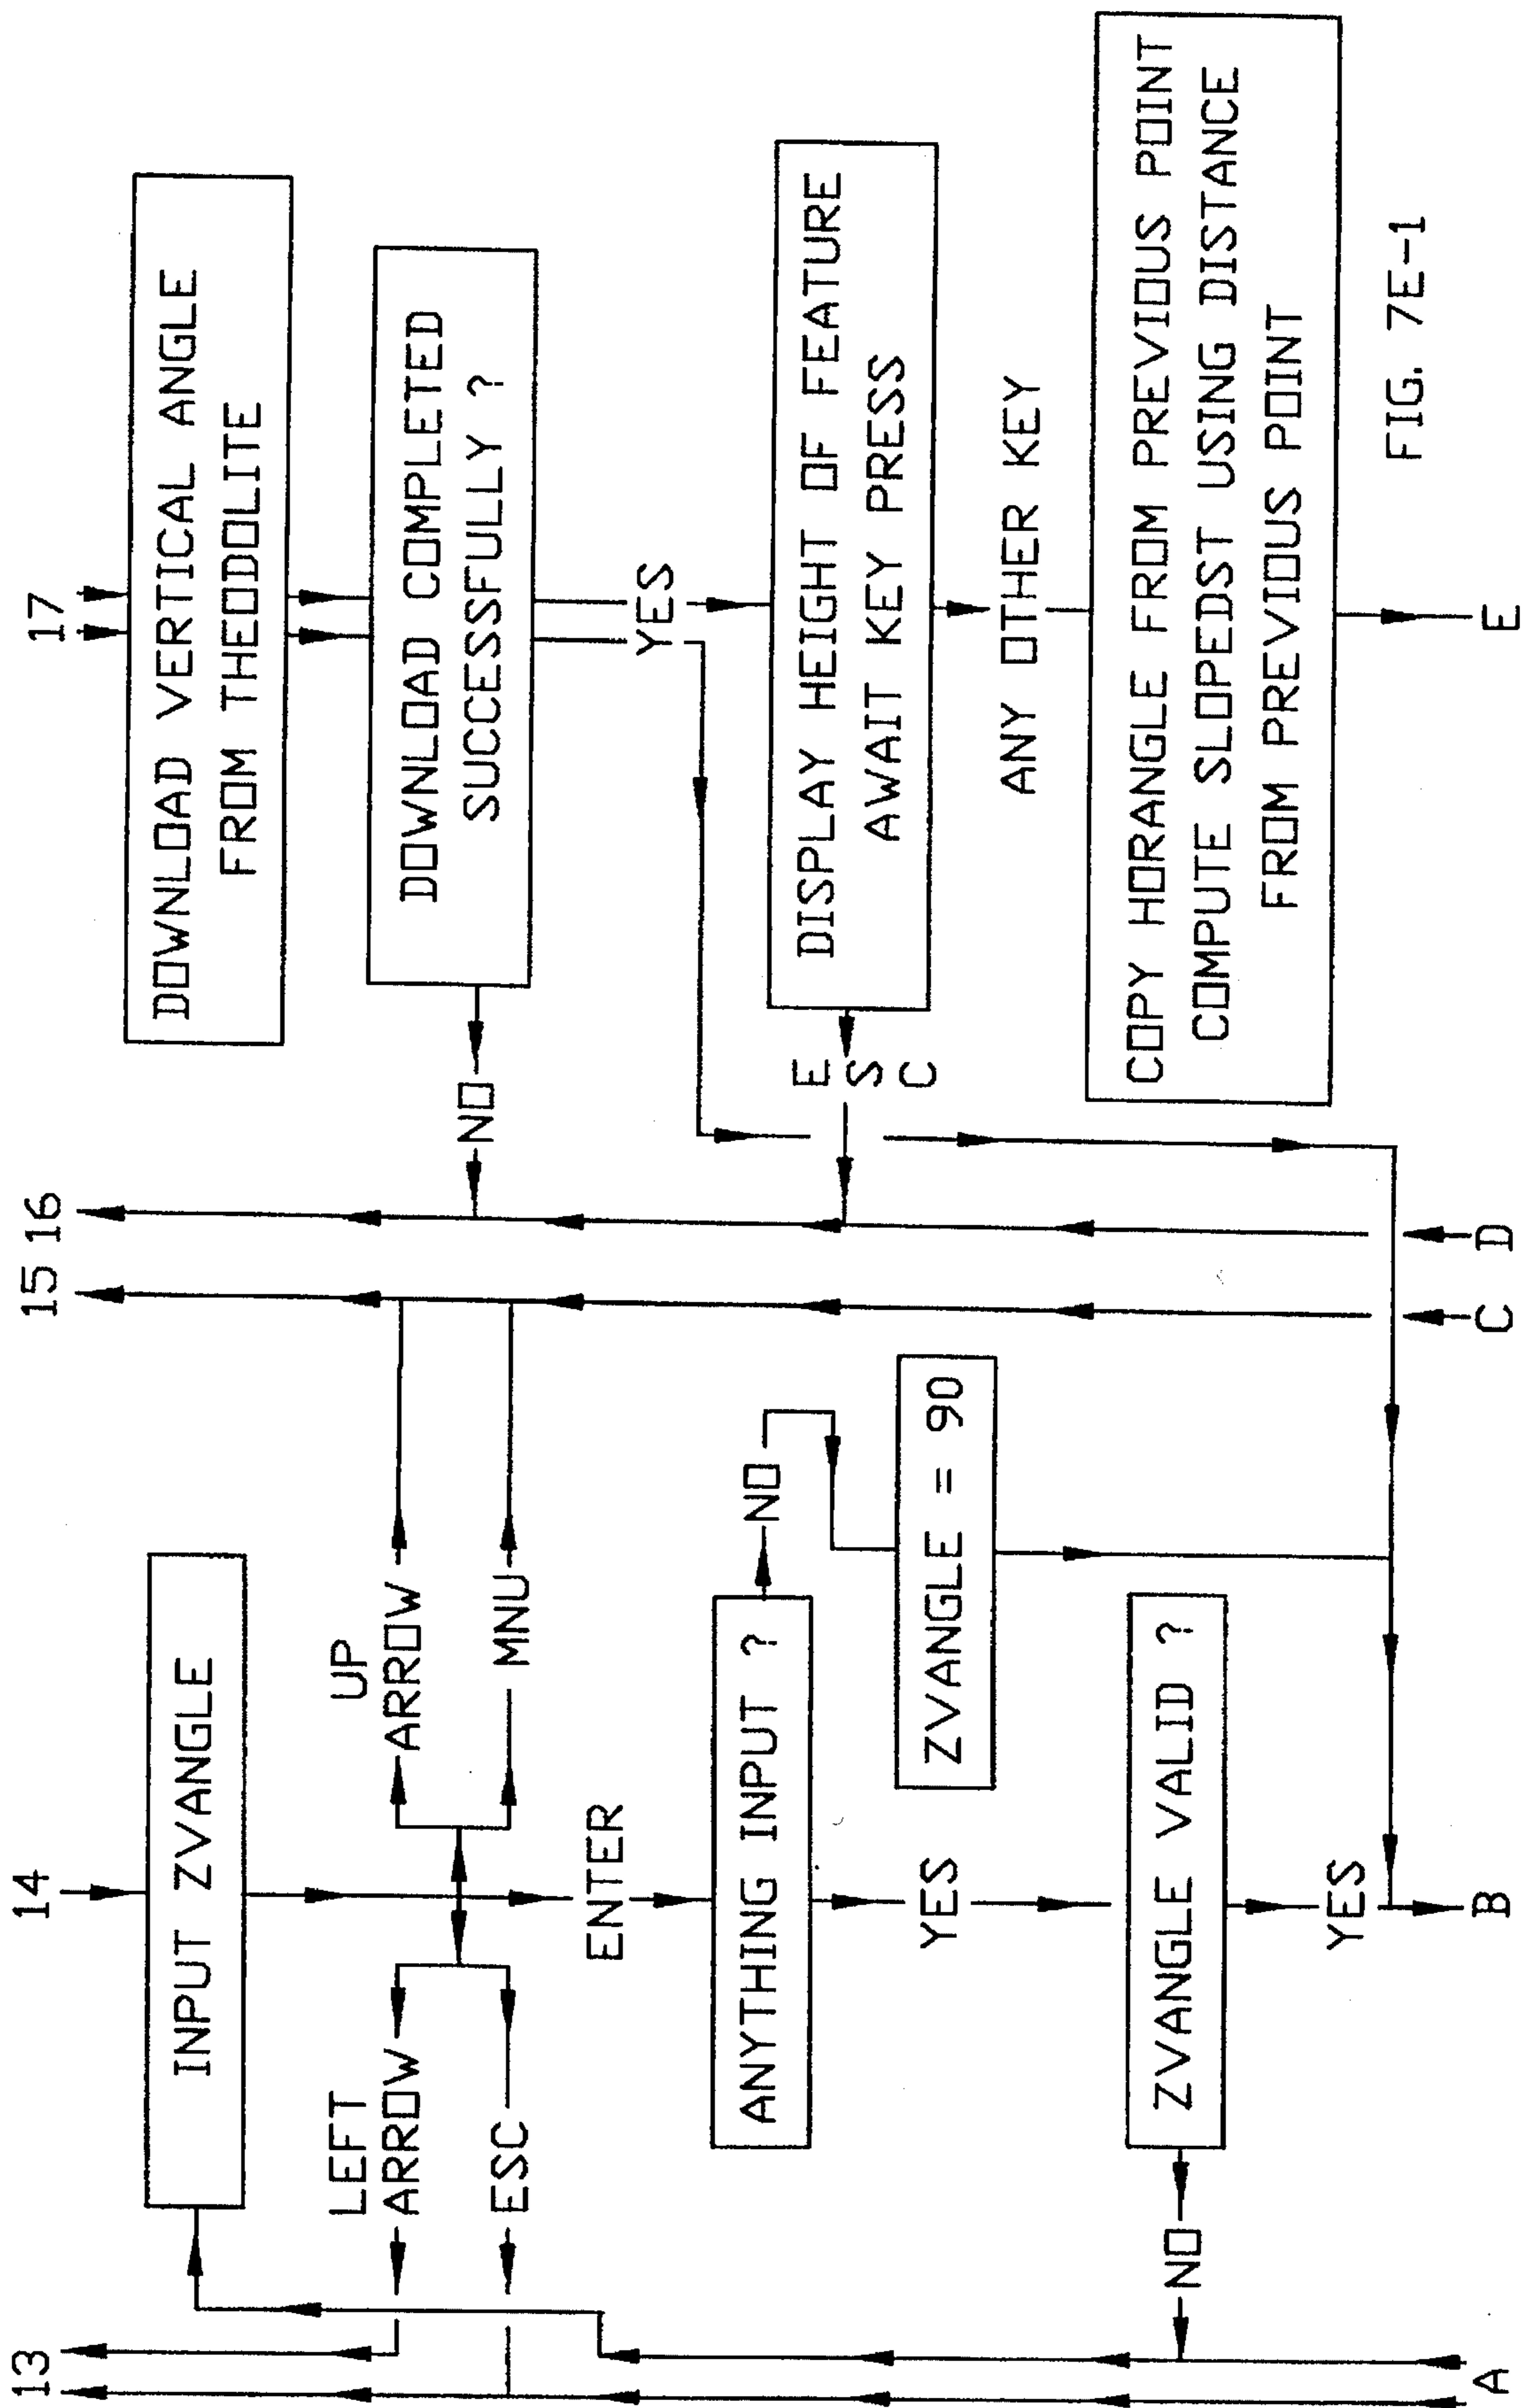 13
14
15
16
17
INPUT ZVANGLE
LEFT
ARROW
ESC
UP
ARROW
MNU
ENTER
ANYTHING INPUT ?
NO
ZVANGLE = 90
YES
ZVANGLE VALID ?
NO
YES
DOWNLOAD VERTICAL ANGLE
FROM THEODOLITE
DOWNLOAD COMPLETED
SUCCESSFULLY ?
NO
YES
DISPLAY HEIGHT OF FEATURE
AWAIT KEY PRESS
E
S
C
ANY OTHER KEY
COPY HORANGLE FROM PREVIOUS POINT
COMPUTE SLOPEDST USING DISTANCE
FROM PREVIOUS POINT
A
B
C
D
E
FIG. 7E-1